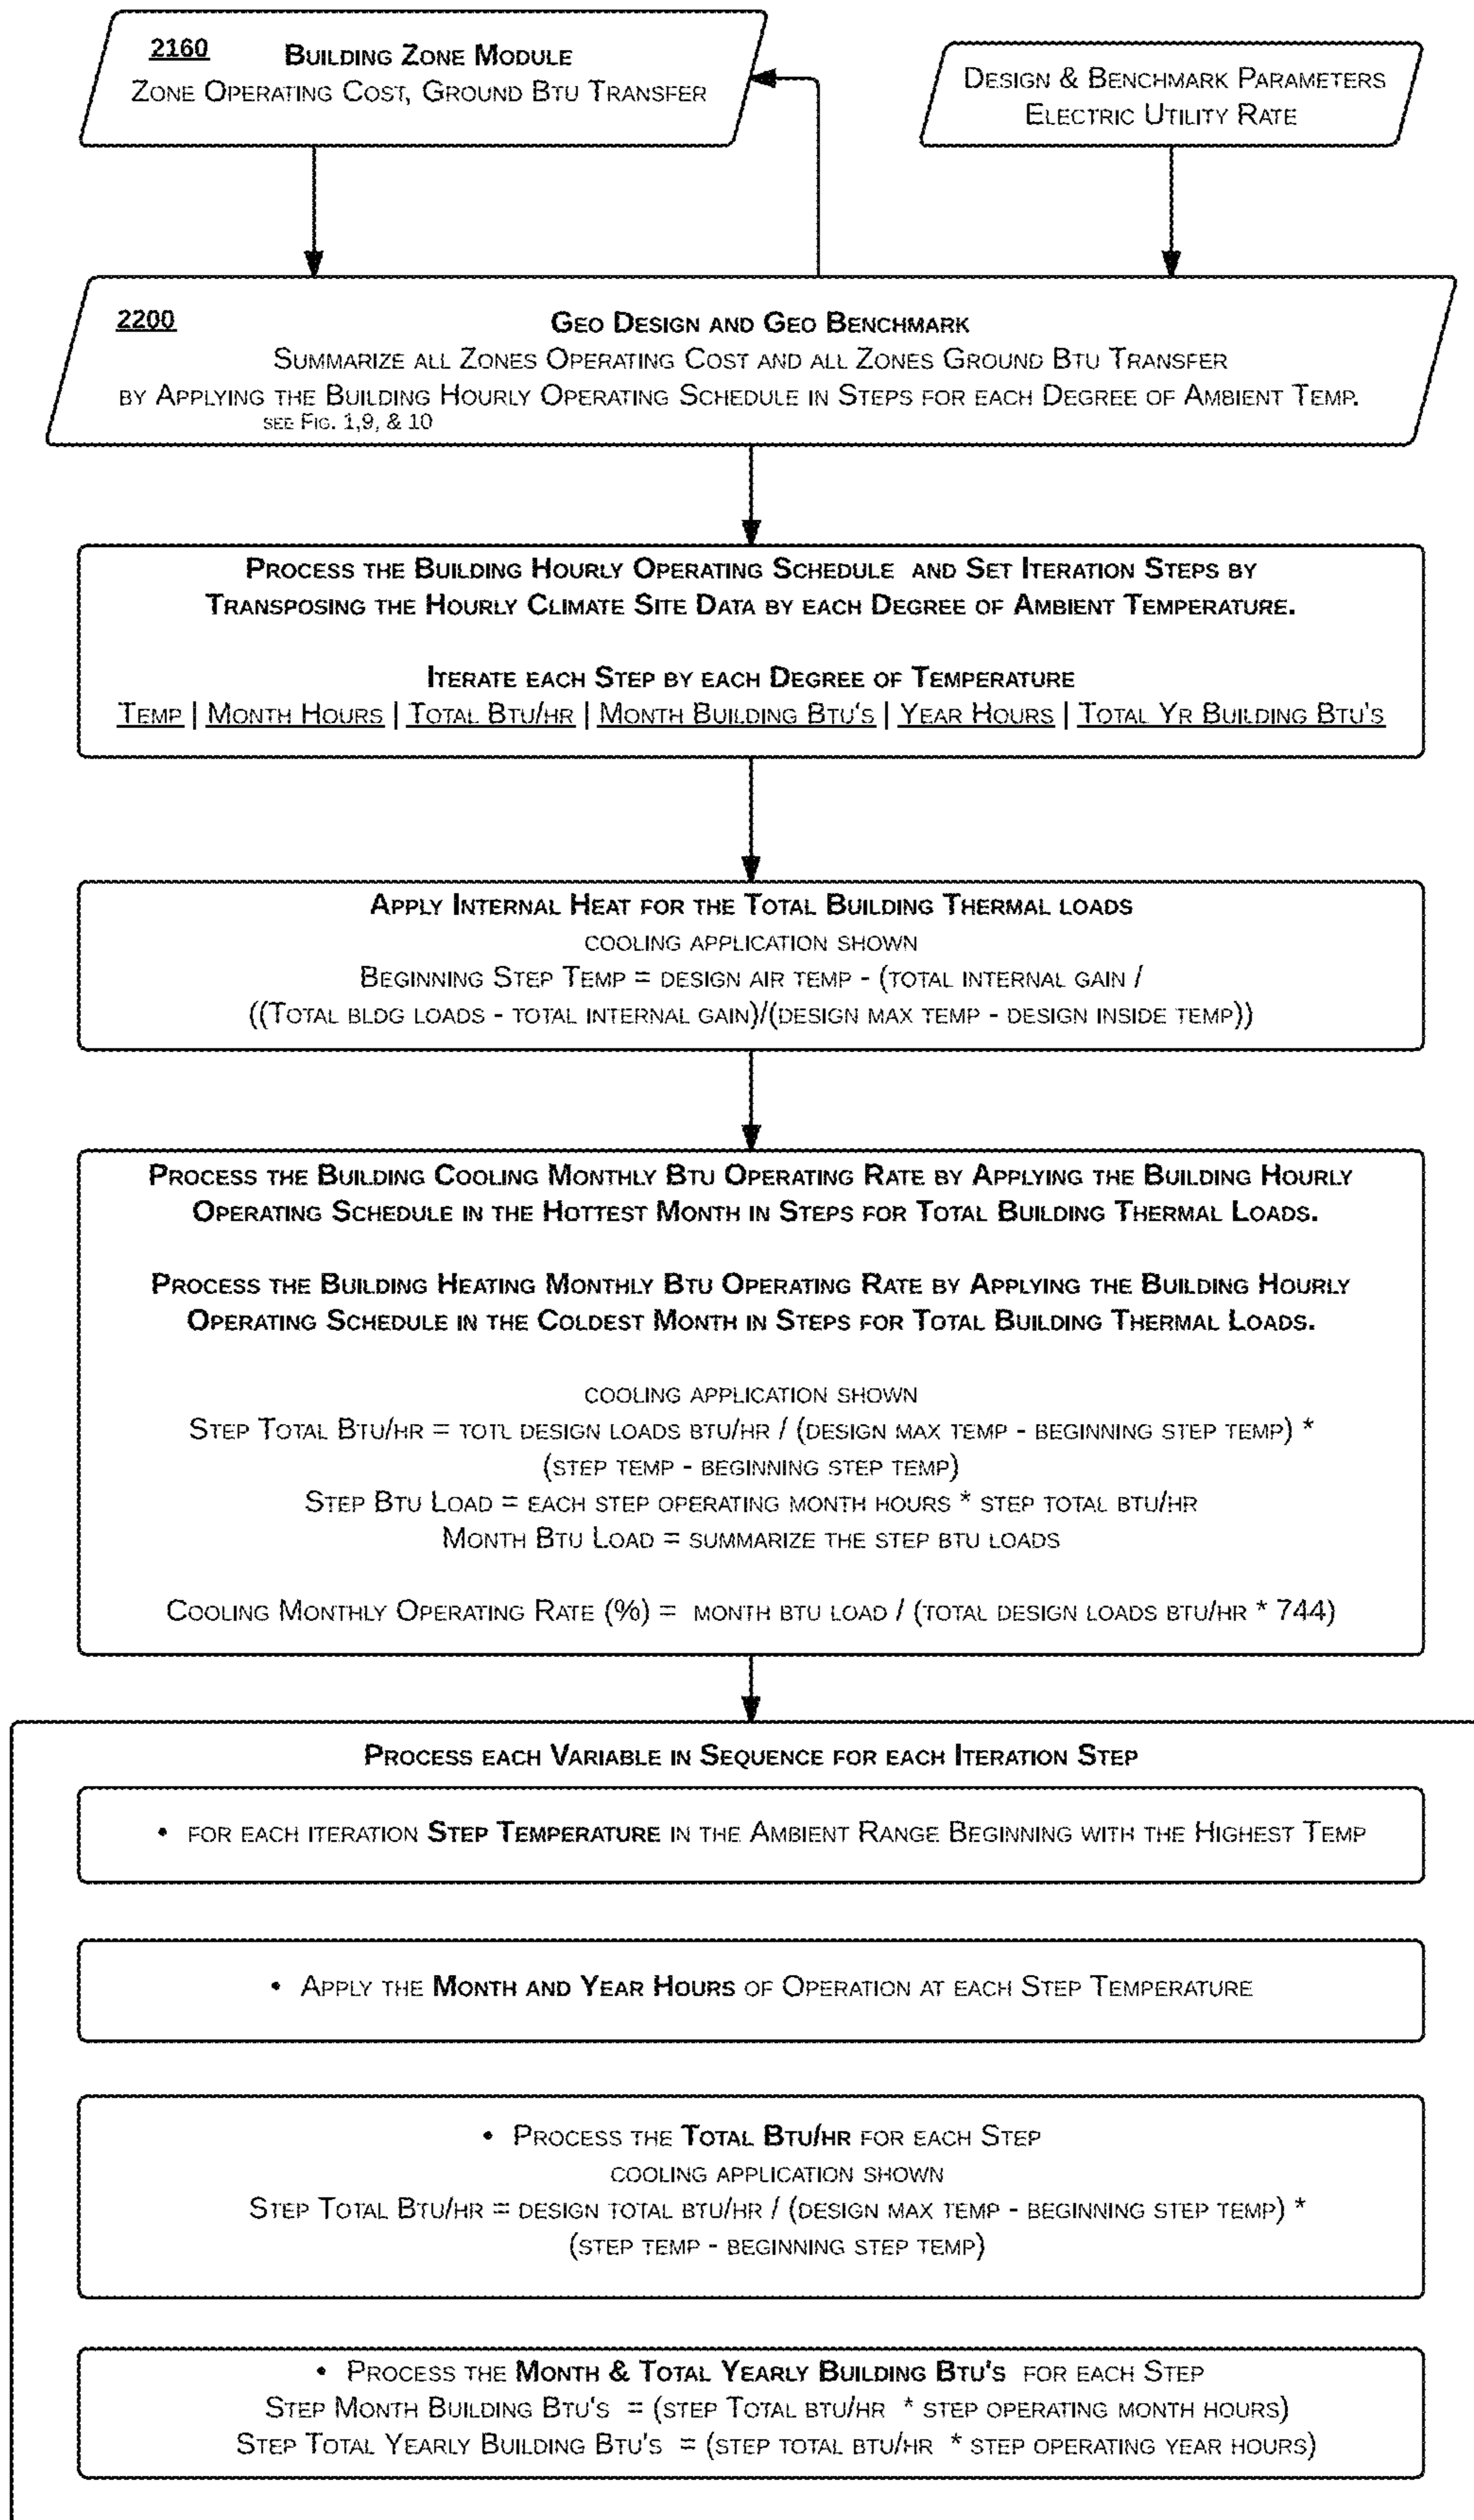 2160 Building Zone Module
Zone Operating Cost, Ground Btu Transfer
Design & Benchmark Parameters
Electric Utility Rate
2200 Geo Design and Geo Benchmark
Summarize all Zones Operating Cost and all Zones Ground Btu Transfer
by Applying the Building Hourly Operating Schedule in Steps for each Degree of Ambient Temp.
see Fig. 1,9, & 10
Process the Building Hourly Operating Schedule and Set Iteration Steps by
Transposing the Hourly Climate Site Data by each Degree of Ambient Temperature.
Iterate each Step by each Degree of Temperature
Temp | Month Hours | Total Btu/hr | Month Building Btu's | Year Hours | Total Yr Building Btu's
Apply Internal Heat for the Total Building Thermal loads
cooling application shown
Beginning Step Temp = design air temp - (total internal gain /
((Total bldg loads - total internal gain)/(design max temp - design inside temp))
Process the Building Cooling Monthly Btu Operating Rate by Applying the Building Hourly
Operating Schedule in the Hottest Month in Steps for Total Building Thermal Loads.
Process the Building Heating Monthly Btu Operating Rate by Applying the Building Hourly
Operating Schedule in the Coldest Month in Steps for Total Building Thermal Loads.
cooling application shown
Step Total Btu/hr = totl design loads btu/hr / (design max temp - beginning step temp) *
(step temp - beginning step temp)
Step Btu Load = each step operating month hours * step total btu/hr
Month Btu Load = summarize the step btu loads
Cooling Monthly Operating Rate (%) = month btu load / (total design loads btu/hr * 744)
Process each Variable in Sequence for each Iteration Step
• for each iteration Step Temperature in the Ambient Range Beginning with the Highest Temp
• Apply the Month and Year Hours of Operation at each Step Temperature
• Process the Total Btu/hr for each Step
cooling application shown
Step Total Btu/hr = design total btu/hr / (design max temp - beginning step temp) *
(step temp - beginning step temp)
• Process the Month & Total Yearly Building Btu's for each Step
Step Month Building Btu's = (step Total btu/hr * step operating month hours)
Step Total Yearly Building Btu's = (step total btu/hr * step operating year hours)